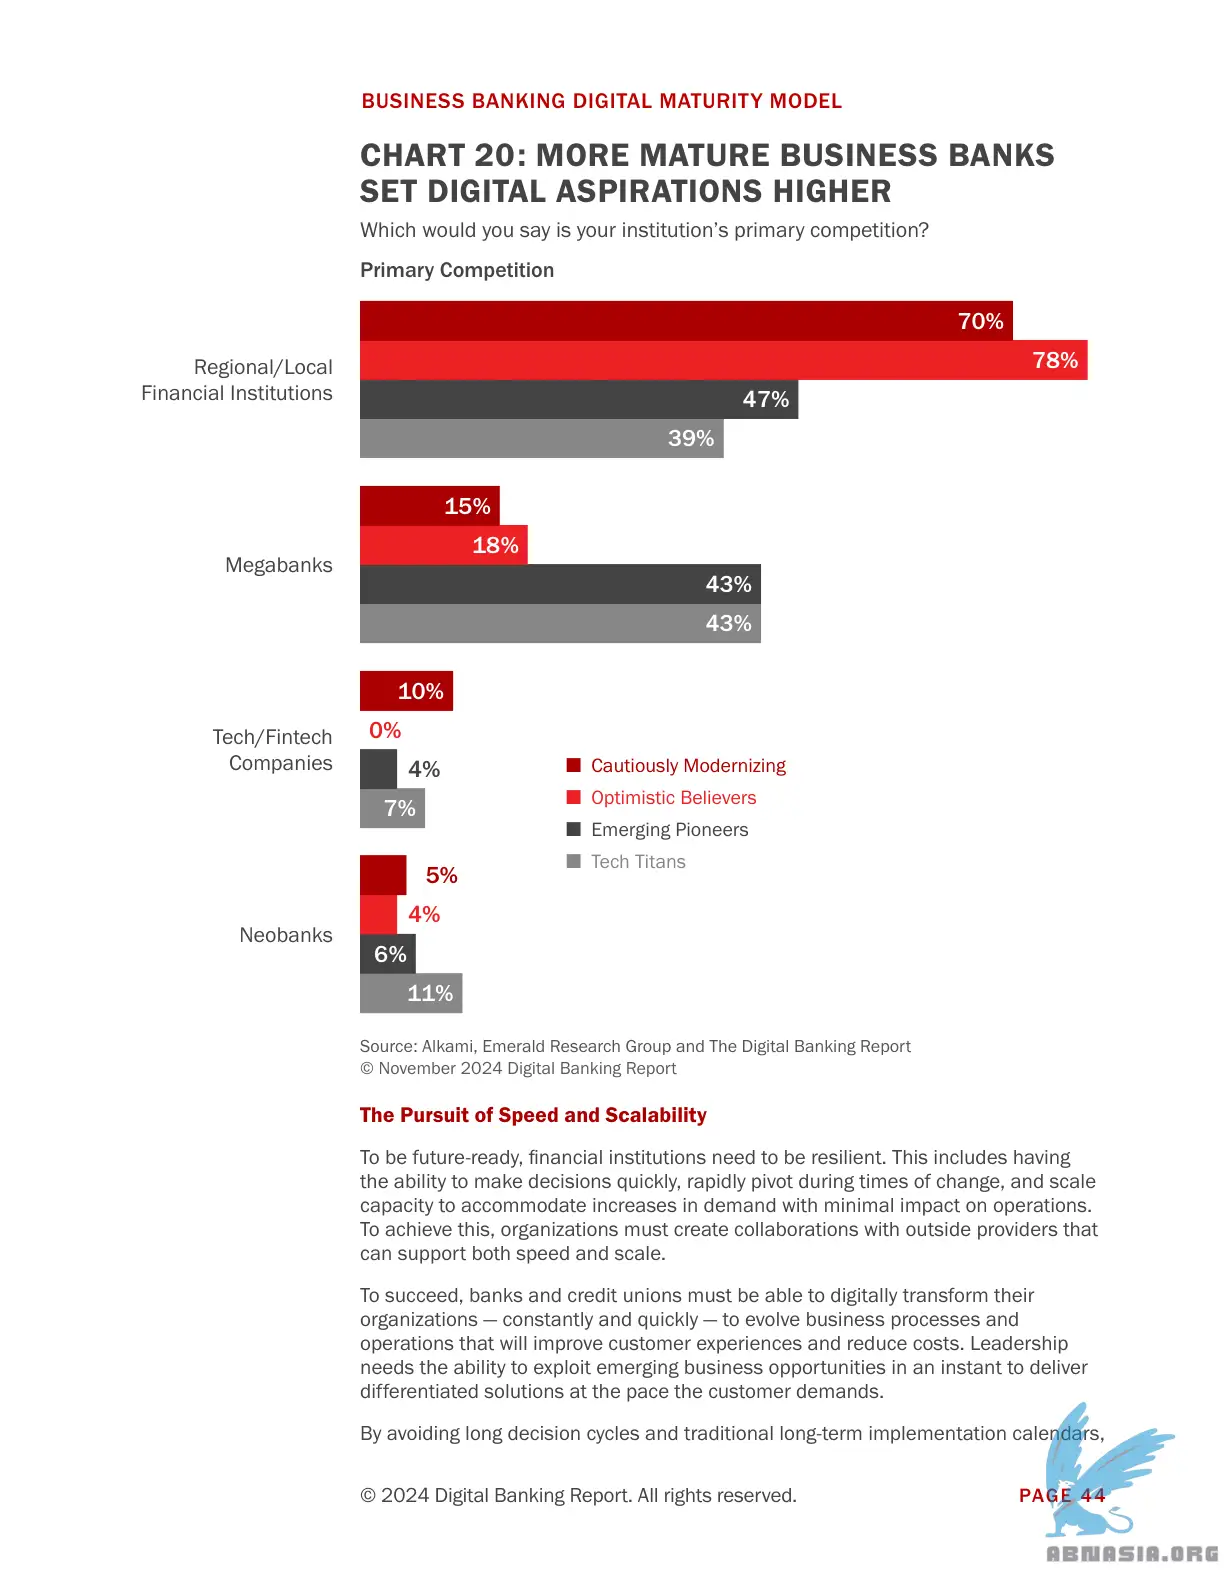 BUSINESS BANKING DIGITAL MATURITY MODEL
CHART 20: MORE MATURE BUSINESS BANKS
SET DIGITAL ASPIRATIONS HIGHER
Which would you say is your institution’s primary competition?
Primary Competition
Regional/Local
Financial Institutions
70%
78%
47%
39%
Megabanks
15%
18%
43%
43%
Tech/Fintech
Companies
10%
0%
4%
7%
Cautiously Modernizing
Optimistic Believers
Emerging Pioneers
Tech Titans
Neobanks
5%
4%
6%
11%
Source: Alkami, Emerald Research Group and The Digital Banking Report
© November 2024 Digital Banking Report
The Pursuit of Speed and Scalability
To be future-ready, financial institutions need to be resilient. This includes having
the ability to make decisions quickly, rapidly pivot during times of change, and scale
capacity to accommodate increases in demand with minimal impact on operations.
To achieve this, organizations must create collaborations with outside providers that
can support both speed and scale.
To succeed, banks and credit unions must be able to digitally transform their
organizations — constantly and quickly — to evolve business processes and
operations that will improve customer experiences and reduce costs. Leadership
needs the ability to exploit emerging business opportunities in an instant to deliver
differentiated solutions at the pace the customer demands.
By avoiding long decision cycles and traditional long-term implementation calendars,
© 2024 Digital Banking Report. All rights reserved.
PAGE 44
ABNASIA.ORG